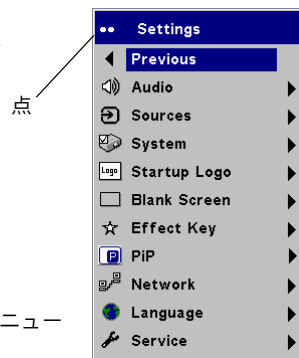 Settings
Previous
Audio
Sources
System
Logo Startup Logo
Blank Screen
Effect Key
P PiP
Network
Language
Service
点
ニュー